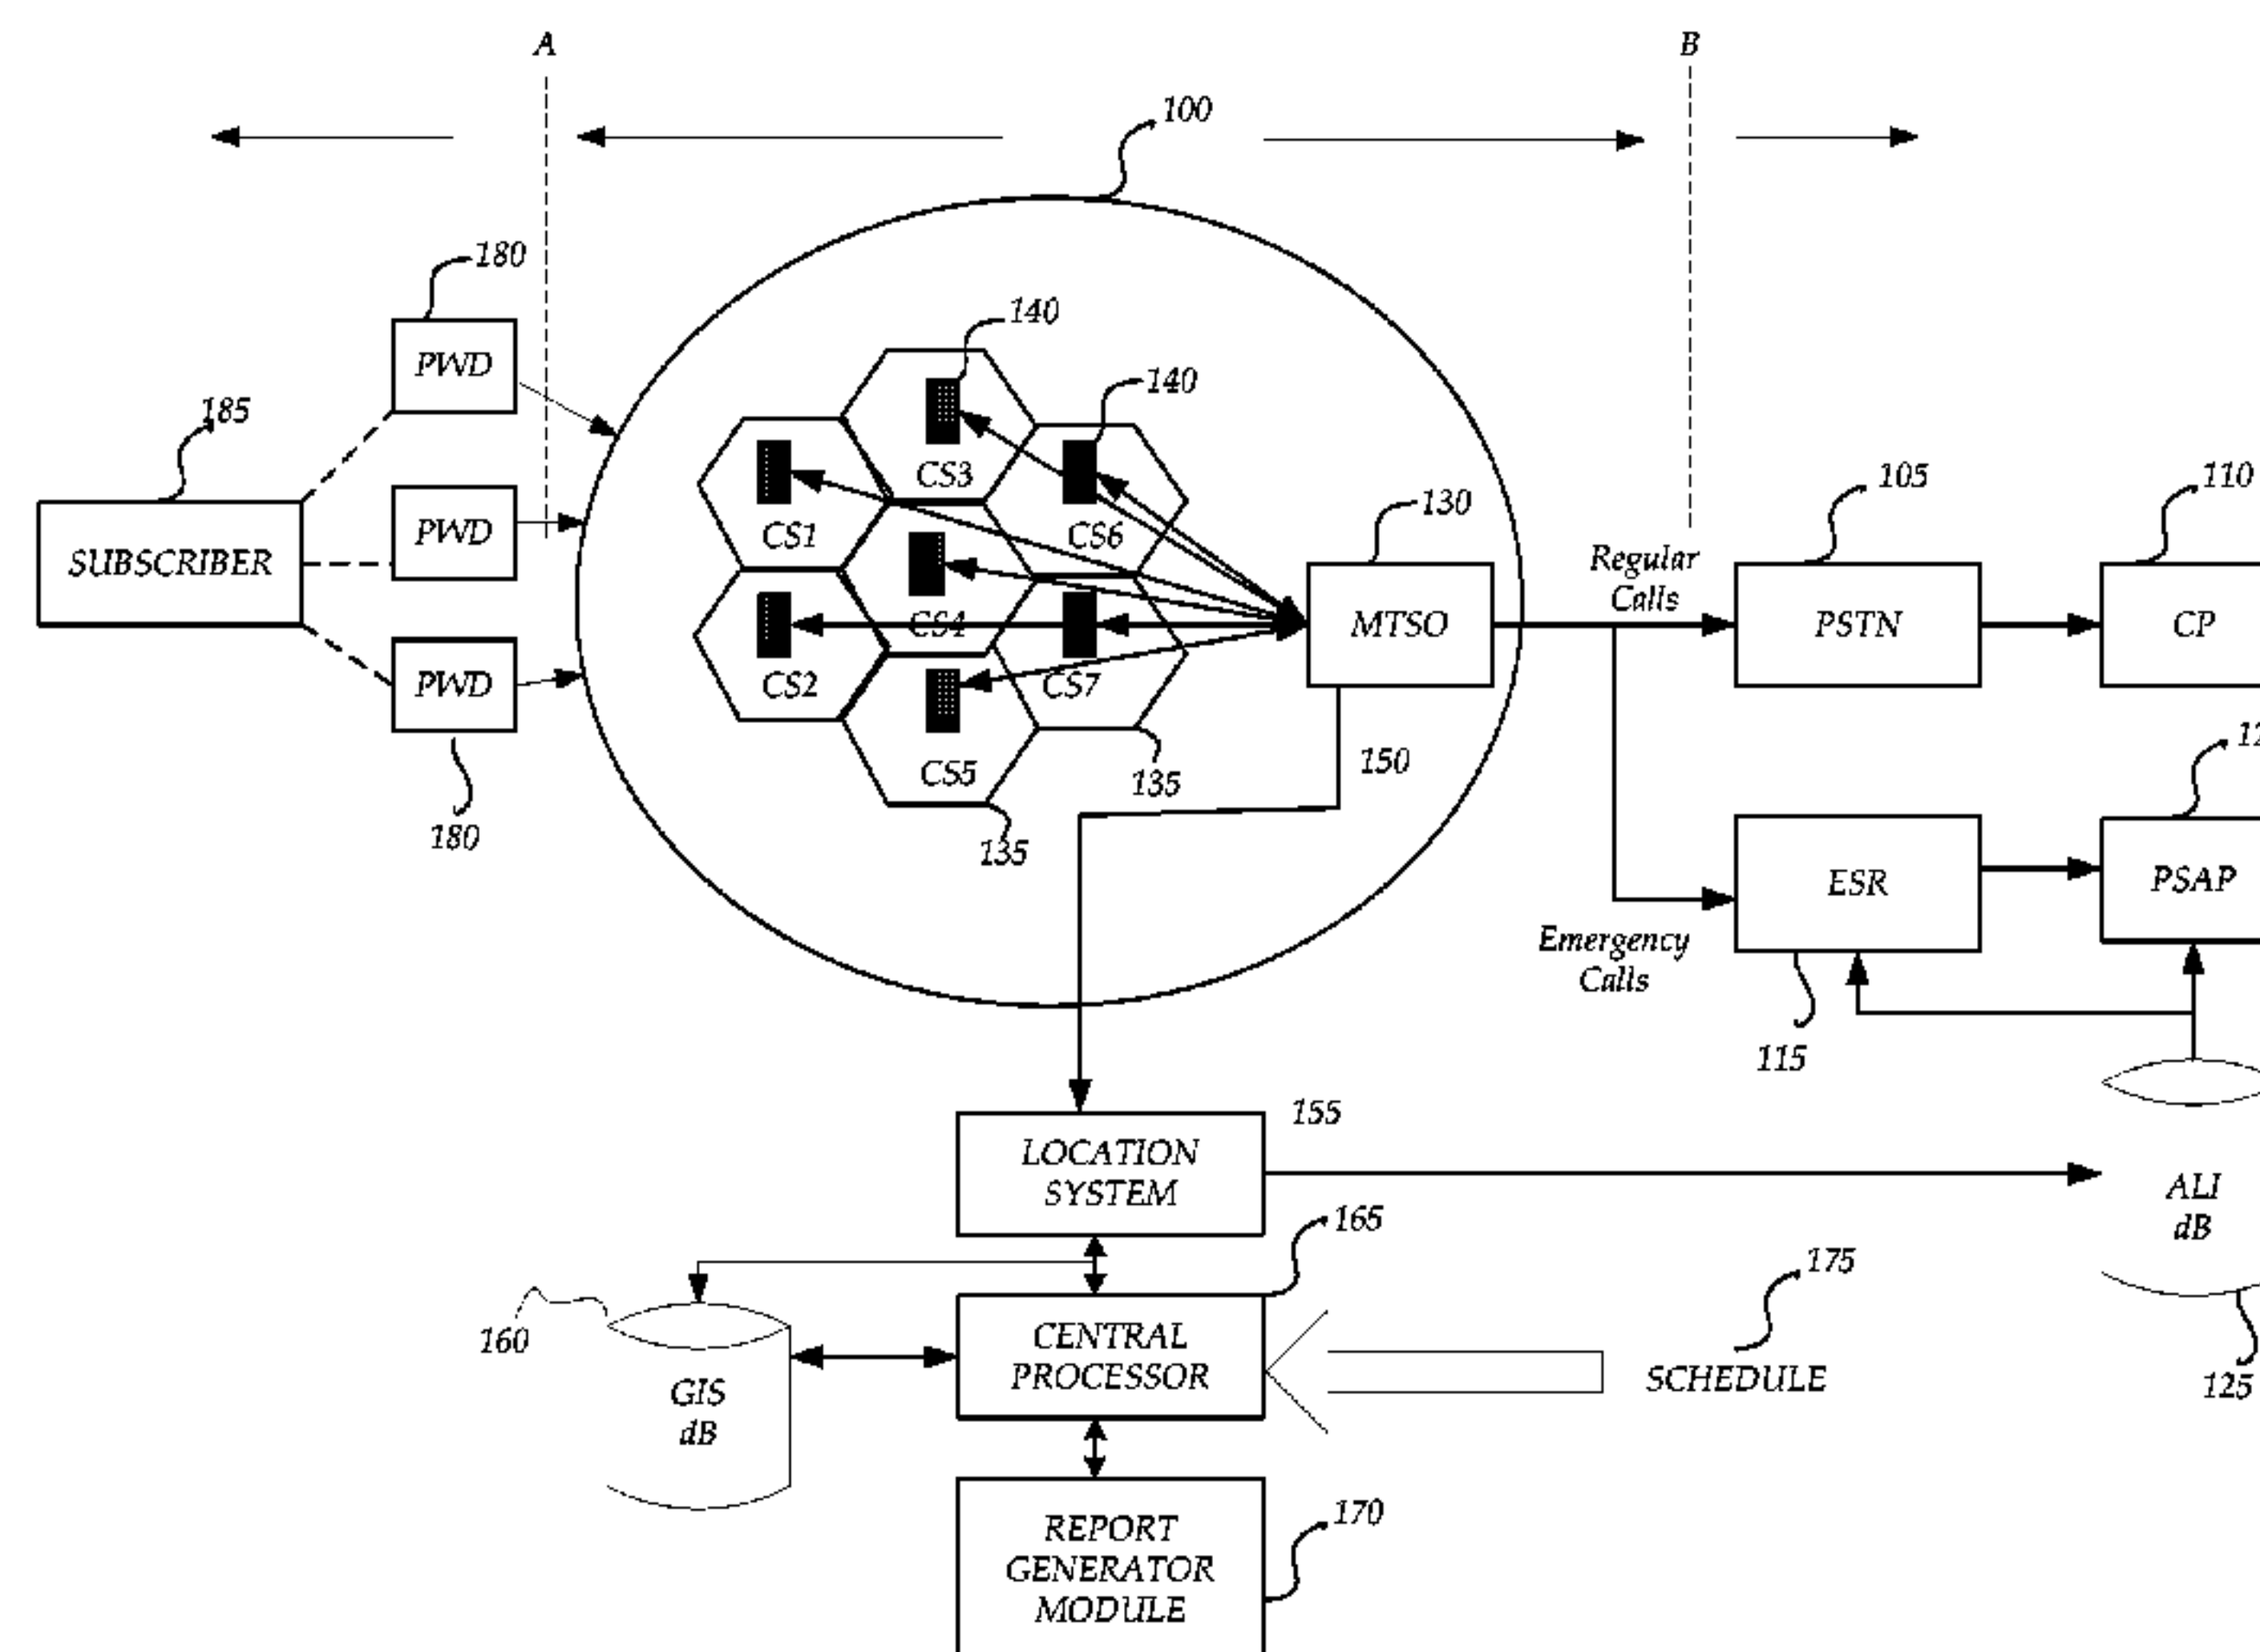 A
B
100
180
140
185
PWD
140
CS3
130
105
110
PWD
CS1
CS6
Regular
Calls
SUBSCRIBER
CS4
MTSO
PSTN
CP
PWD
CS2
CS7
150
CS5
135
180
135
ESR
PSAP
Emergency
Calls
115
155
LOCATION
SYSTEM
ALI
dB
165
175
160
CENTRAL
PROCESSOR
SCHEDULE
GIS
dB
125
170
REPORT
GENERATOR
MODULE